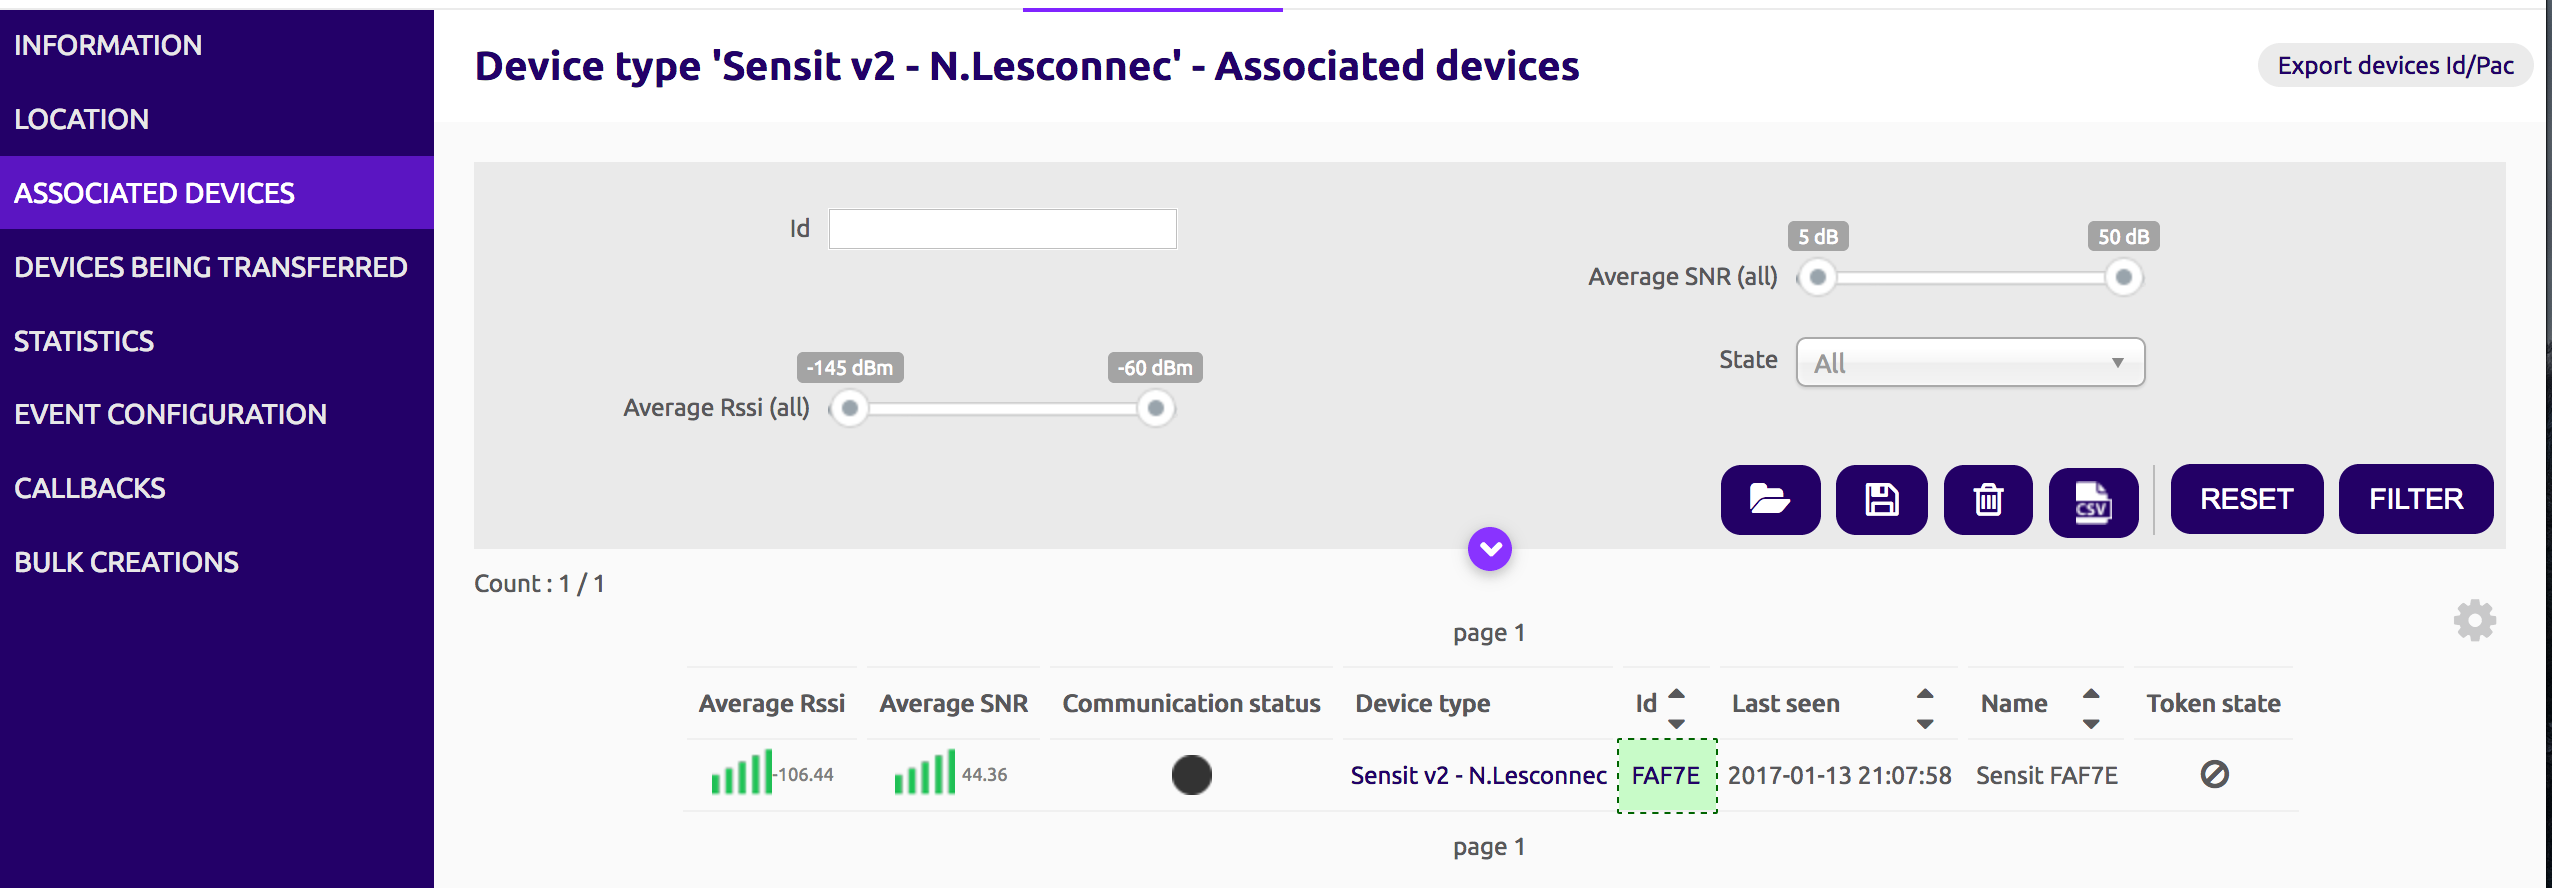 INFORMATION
LOCATION
ASSOCIATED DEVICES
DEVICES BEING TRANSFERRED
STATISTICS
EVENT CONFIGURATION
CALLBACKS
BULK CREATIONS
Device type 'Sensit v2 - N.Lesconnec' - Associated devices
Export devices Id/Pac
Id
5 dB 50 dB
Average SNR (all)
-145 dBm -60 dBm
Average Rssi (all)
State All
CSV RESET FILTER
Count : 1 / 1
page 1
Average Rssi Average SNR Communication status Device type Id Last seen Name Token state
-106.44 44.36 Sensit v2 - N.Lesconnec FAF7E 2017-01-13 21:07:58 Sensit FAF7E
page 1